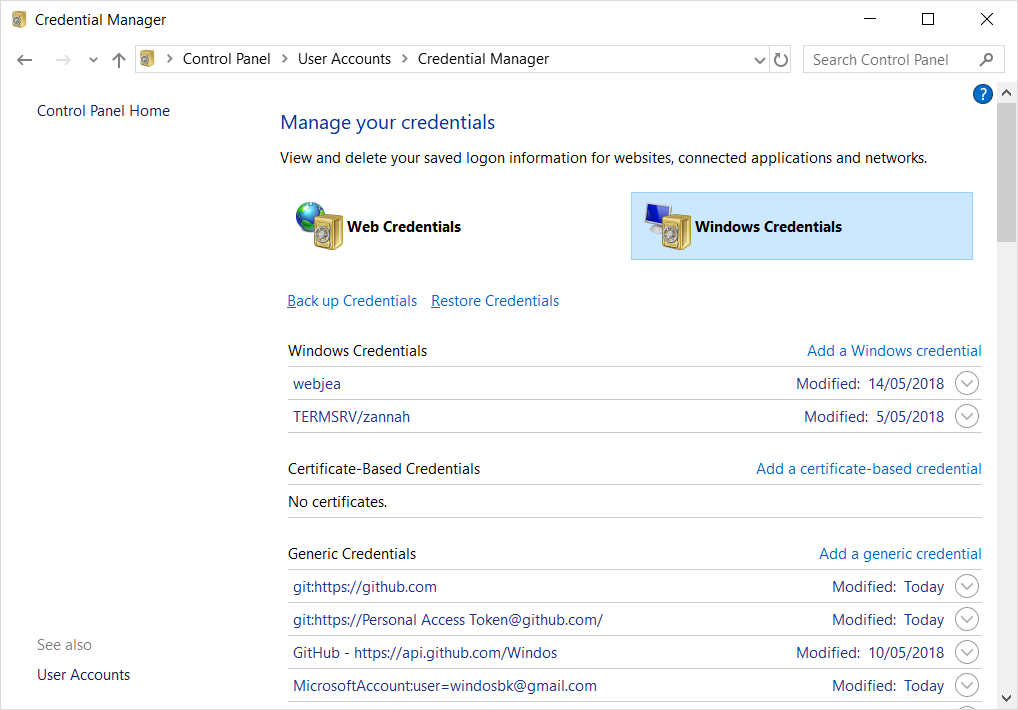 Credential Manager
Control Panel > User Accounts > Credential Manager
Search Control Panel
Control Panel Home
?
Manage your credentials
View and delete your saved logon information for websites, connected applications and networks.
Web Credentials
Windows Credentials
Back up Credentials Restore Credentials
Windows Credentials Add a Windows credential
webjea Modified: 14/05/2018
TERMSRV/zannah Modified: 5/05/2018
Certificate-Based Credentials Add a certificate-based credential
No certificates.
Generic Credentials Add a generic credential
git:https://github.com Modified: Today
git:https://Personal Access Token@github.com/ Modified: Today
GitHub - https://api.github.com/Windos Modified: 10/05/2018
MicrosoftAccount:user=windosbk@gmail.com Modified: Today
See also
User Accounts